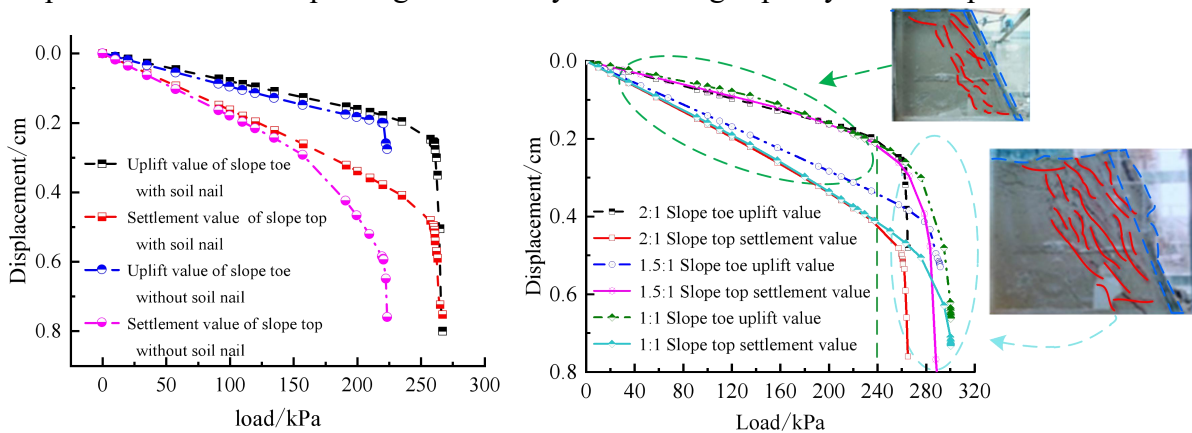 0.0
0.2
0.4
0.6
0.8
Displacement/cm
Uplift value of slope toe
with soil nail
Settlement value of slope top
with soil nail
Uplift value of slope toe
without soil nail
Settlement value of slope top
without soil nail
0 50 100 150 200 250 300
load/kPa
0.0
0.2
0.4
0.6
0.8
Displacement/cm
2:1 Slope toe uplift value
2:1 Slope top settlement value
1.5:1 Slope toe uplift value
1.5:1 Slope top settlement value
1:1 Slope toe uplift value
1:1 Slope top settlement value
0 40 80 120 160 200 240 280 320
Load/kPa